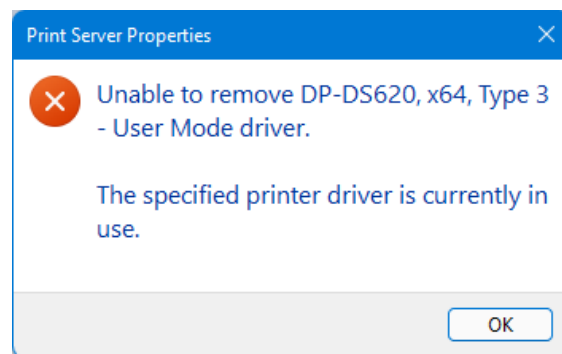 Print Server Properties
Unable to remove DP-DS620, x64, Type 3
- User Mode driver.
The specified printer driver is currently in
use.
OK